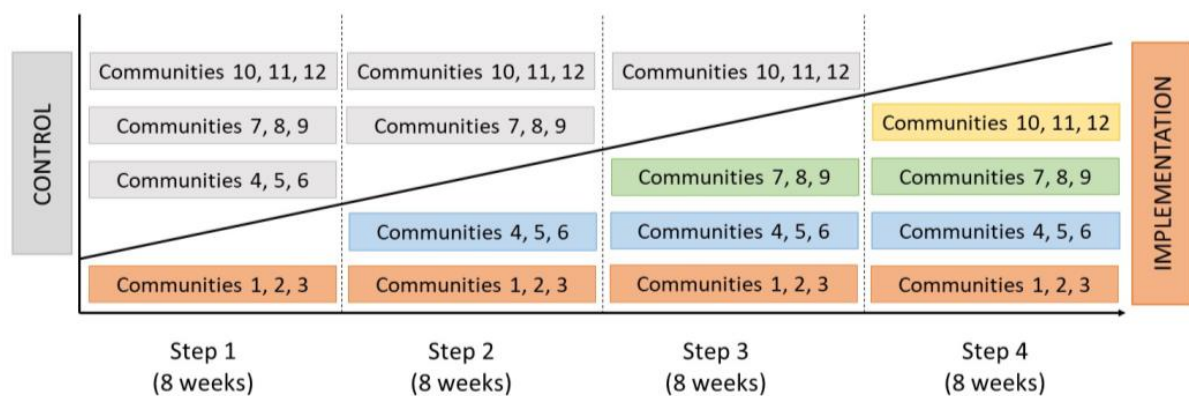 CONTROL
Communities 10, 11, 12
Communities 10, 11, 12
Communities 10, 11, 12
Communities 7, 8, 9
Communities 7, 8, 9
Communities 10, 11, 12
Communities 4, 5, 6
Communities 7, 8, 9
Communities 7, 8, 9
Communities 4, 5, 6
Communities 4, 5, 6
Communities 4, 5, 6
Communities 1, 2, 3
Communities 1, 2, 3
Communities 1, 2, 3
Communities 1, 2, 3
IMPLEMENTATION
Step 1
(8 weeks)
Step 2
(8 weeks)
Step 3
(8 weeks)
Step 4
(8 weeks)